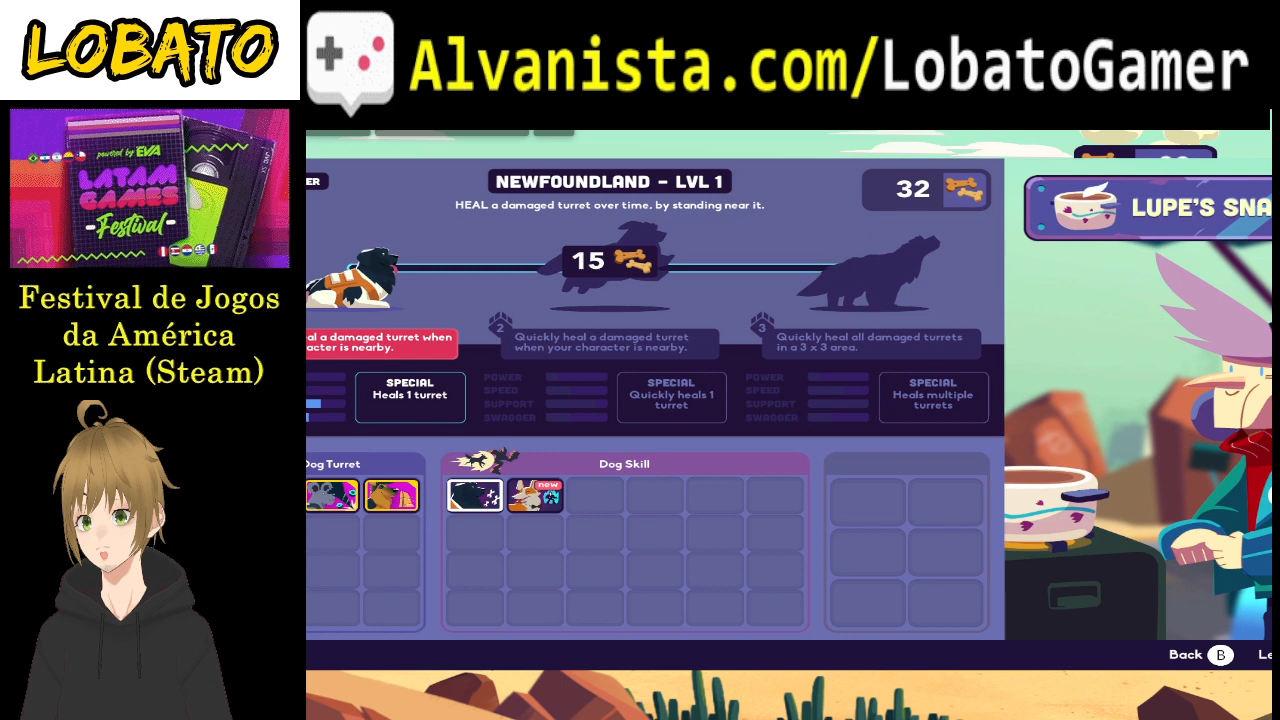 LOBATO
Alvanista.com/LobatoGamer
powered by EVA
LATAM
GAMES
Festival
Festival de Jogos
da América
Latina (Steam)
ER
NEWFOUNDLAND - LVL 1
HEAL a damaged turret over time, by standing near it.
32
LUPE'S SNA
15
eal a damaged turret when
acter is nearby.
2
Quickly heal a damaged turret
when your character is nearby.
3
Quickly heal all damaged turrets
in a 3 x 3 area.
SPECIAL
Heals 1 turret
POWER
SPEED
SUPPORT
SWAGGER
SPECIAL
Quickly heals 1
turret
POWER
SPEED
SUPPORT
SWAGGER
SPECIAL
Heals multiple
turrets
Dog Turret
Dog Skill
new
Back B
Le